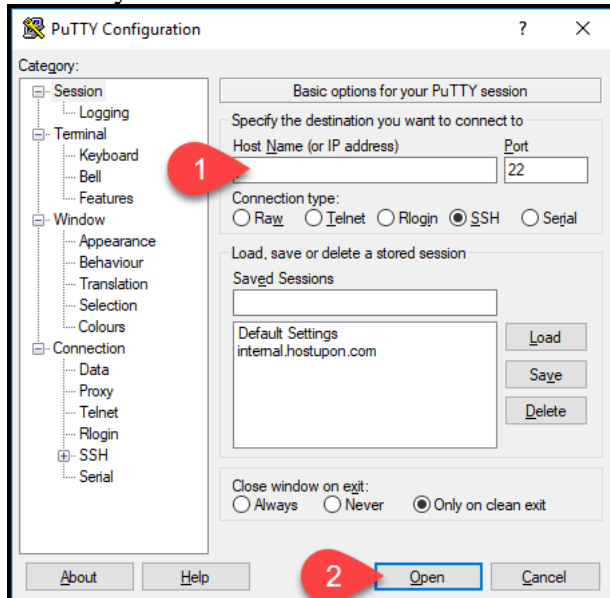 PuTTY Configuration ? ×
Category:
Session
Logging
Terminal
Keyboard
Bell
Features
Window
Appearance
Behaviour
Translation
Selection
Colours
Connection
Data
Proxy
Telnet
Rlogin
SSH
Serial
Basic options for your PuTTY session
Specify the destination you want to connect to
Host Name (or IP address) Port
1 22
Connection type:
Raw Telnet Rlogin SSH Serial
Load, save or delete a stored session
Saved Sessions
Default Settings
internal.hostupon.com
Load
Save
Delete
Close window on exit:
Always Never Only on clean exit
About Help 2 Open Cancel